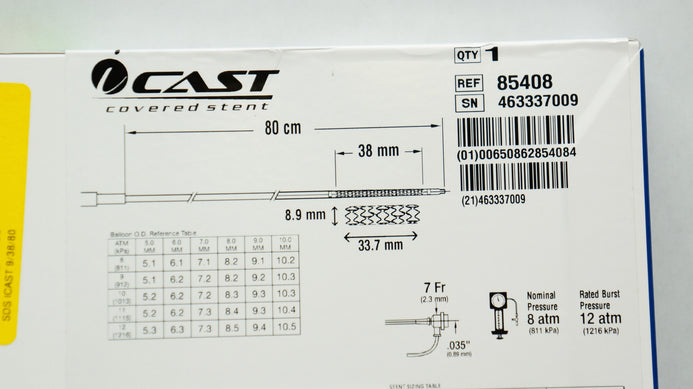 iCAST
covered stent
QTY 1
REF 85408
SN 463337009
(01)00650862854084
(21)463337009
80 cm
38 mm
8.9 mm
33.7 mm
Balloon O.D. Reference Table
ATM (kPa) 5.0 MM 6.0 MM 7.0 MM 8.0 MM 9.0 MM 10.0 MM
8 (811) 5.1 6.1 7.1 8.2 9.1 10.2
9 (912) 5.1 6.2 7.2 8.2 9.2 10.3
10 (1013) 5.2 6.2 7.2 8.3 9.3 10.3
11 (1115) 5.2 6.2 7.3 8.4 9.3 10.4
12 (1216) 5.3 6.3 7.3 8.5 9.4 10.5
7 Fr
(2.3 mm)
.035"
(0.89 mm)
Nominal
Pressure
8 atm
(811 kPa)
Rated Burst
Pressure
12 atm
(1216 kPa)
SDS iCAST 9/38/80
STENT SIZING TABLE